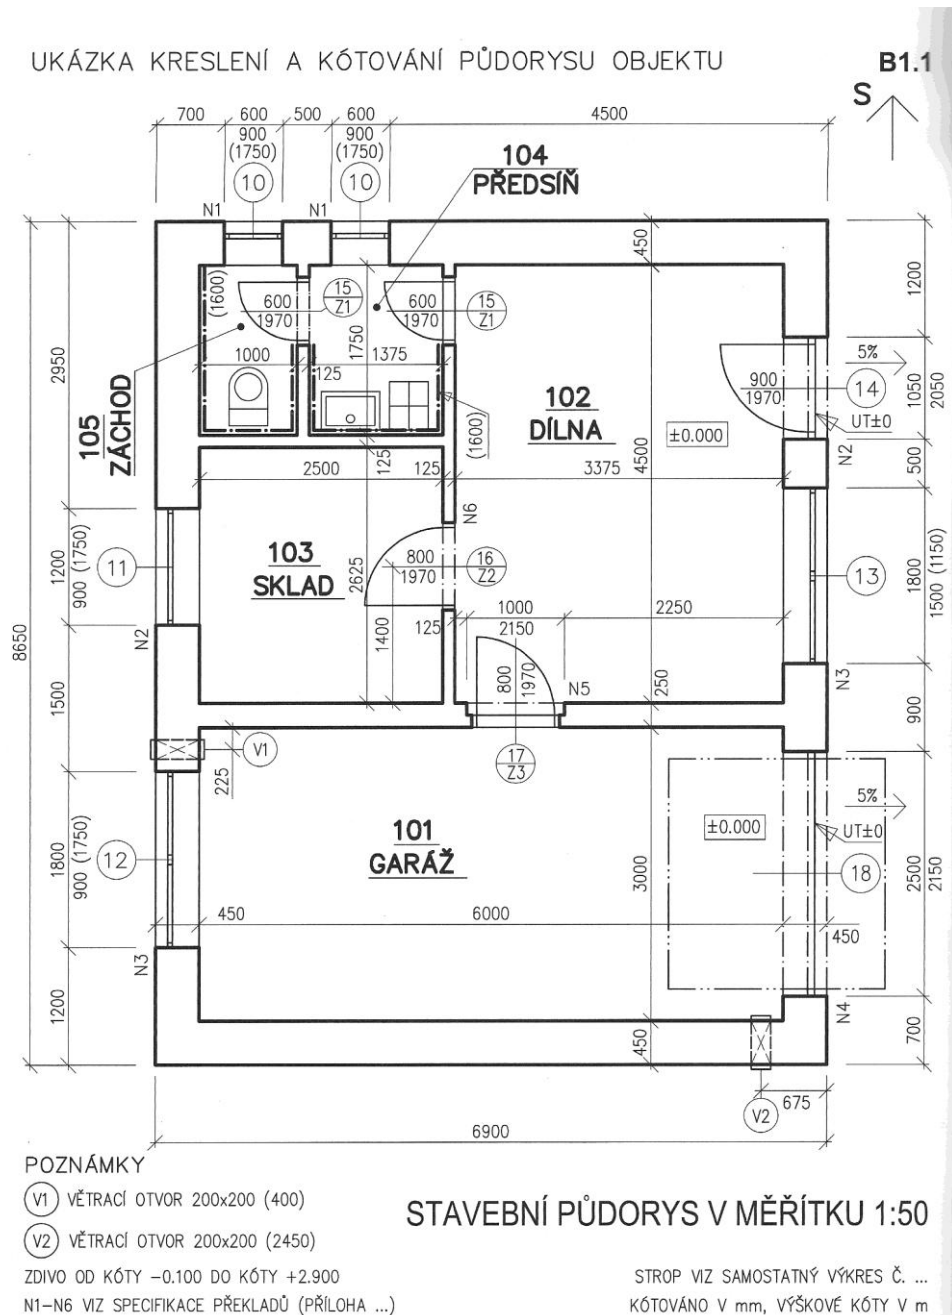 UKÁZKA KRESLENÍ A KÓTOVÁNÍ PŮDORYSU OBJEKTU
B1.1
S
700 600 500 600 4500
900 900
(1750) (1750)
10 10
104
PŘEDSÍŇ
N1 N1
450
1200
(1600)
600
1970
15
Z1
600
1970
15
Z1
1750
2950
1000
1375
125
5%
900
1970
14
1050
2050
UT±0
105
ZÁCHOD
102
DÍLNA
±0.000
(1600)
N2
500
2500
125
125
4500
3375
N6
103
SKLAD
800
1970
16
Z2
11
1200
900 (1750)
2625
1400
13
1800
1500 (1150)
8650
125
1000
2150
2250
N2
800
1970
N5
250
N3
1500
900
V1
225
17
Z3
5%
101
GARÁŽ
±0.000
UT±0
12
1800
900 (1750)
18
3000
2500
2150
450
6000
450
N3
N4
1200
450
700
675
V2
6900
POZNÁMKY
V1 VĚTRACÍ OTVOR 200x200 (400)
V2 VĚTRACÍ OTVOR 200x200 (2450)
STAVEBNÍ PŮDORYS V MĚŘÍTKU 1:50
ZDIVO OD KÓTY −0.100 DO KÓTY +2.900
N1−N6 VIZ SPECIFIKACE PŘEKLADŮ (PŘÍLOHA ...)
STROP VIZ SAMOSTATNÝ VÝKRES Č. ...
KÓTOVÁNO V mm, VÝŠKOVÉ KÓTY V m